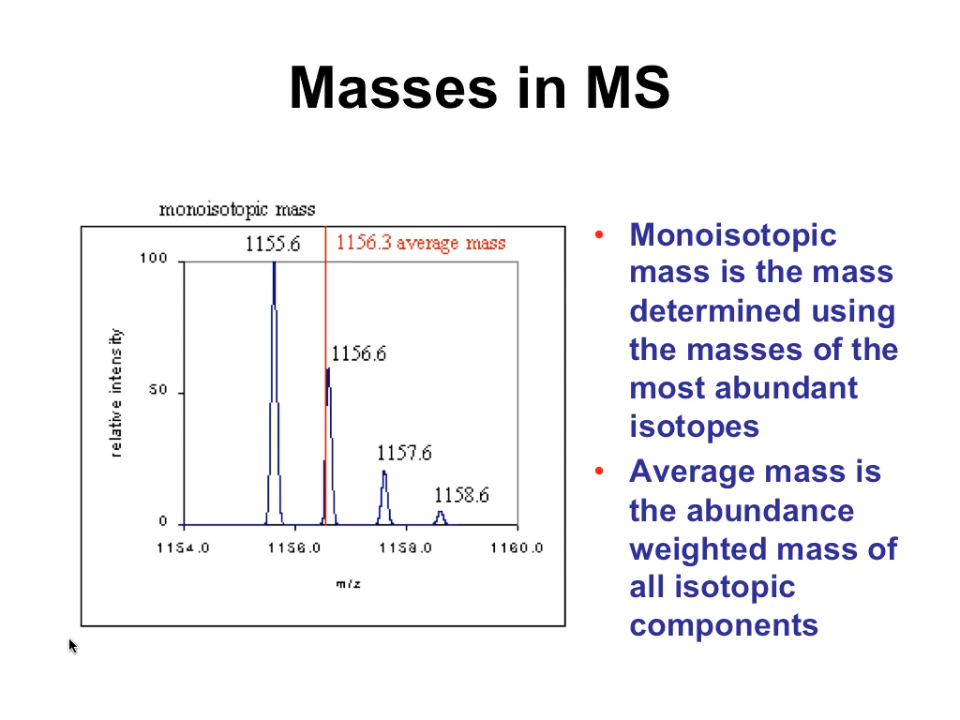 Masses in MS
monoisotopic mass
1155.6
1156.3 average mass
100
1156.6
50
1157.6
1158.6
0
relative intensity
1154.0 1156.0 1158.0 1160.0
m/z
• Monoisotopic
mass is the mass
determined using
the masses of the
most abundant
isotopes
• Average mass is
the abundance
weighted mass of
all isotopic
components